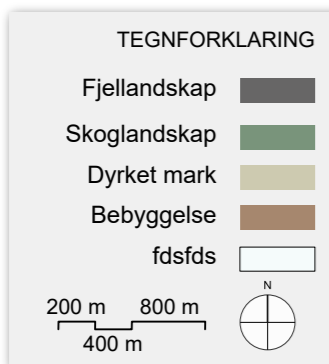 TEGNFORKLARING
Fjellandskap
Skoglandskap
Dyrket mark
Bebyggelse
fdsfds
N
200 m 800 m
400 m